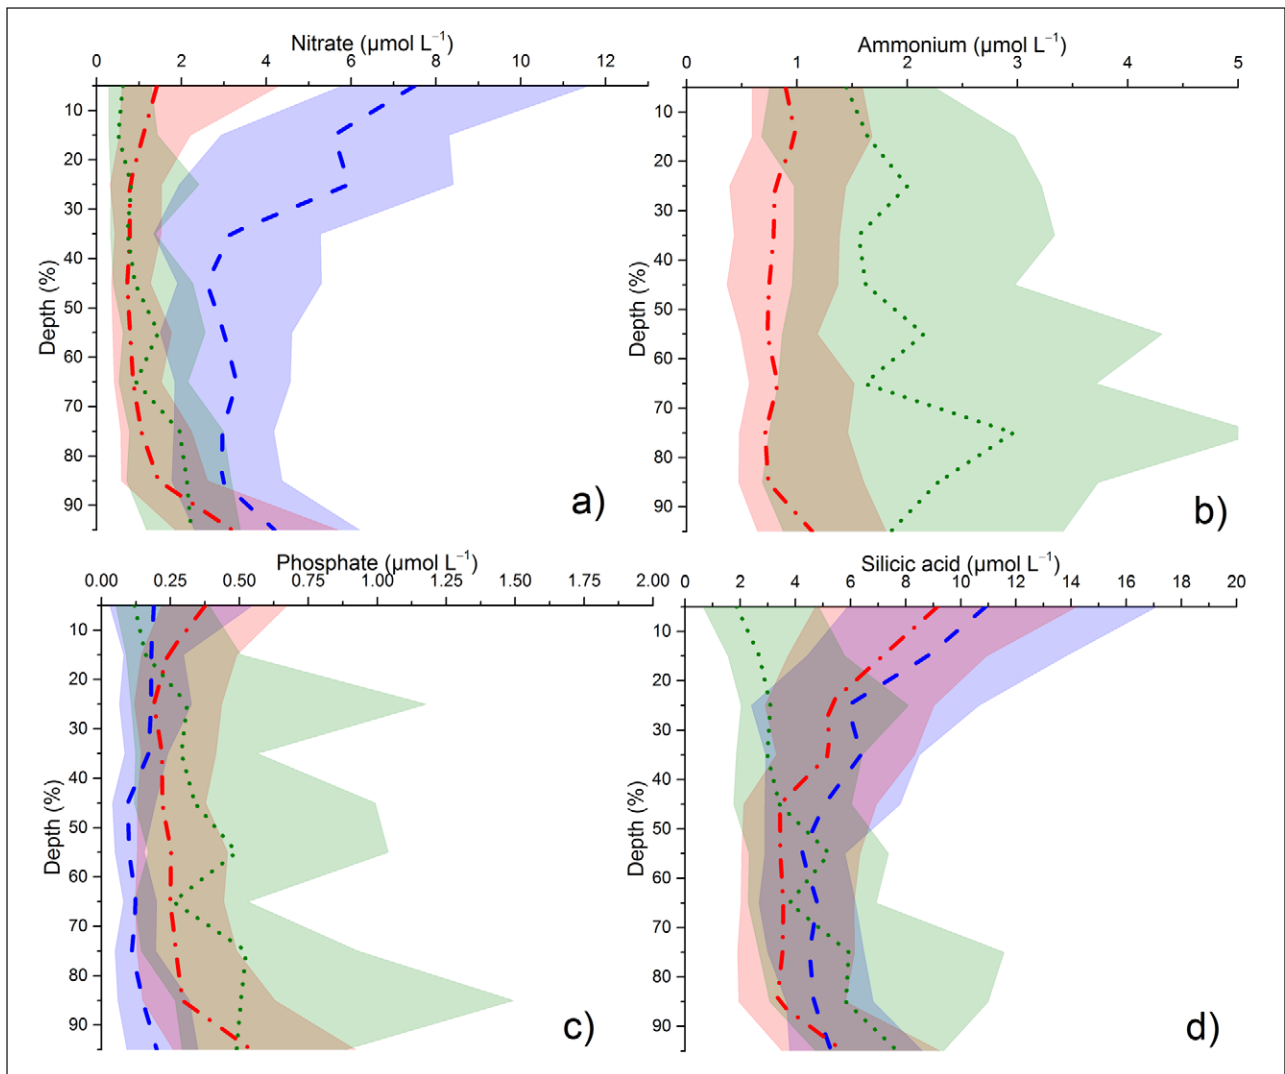 Nitrate (μmol L⁻¹)
0 2 4 6 8 10 12
Depth (%)
10
20
30
40
50
60
70
80
90
a)
Ammonium (μmol L⁻¹)
0 1 2 3 4 5
Depth (%)
10
20
30
40
50
60
70
80
90
b)
Phosphate (μmol L⁻¹)
0.00 0.25 0.50 0.75 1.00 1.25 1.50 1.75 2.00
Depth (%)
10
20
30
40
50
60
70
80
90
c)
Silicic acid (μmol L⁻¹)
0 2 4 6 8 10 12 14 16 18 20
Depth (%)
10
20
30
40
50
60
70
80
90
d)